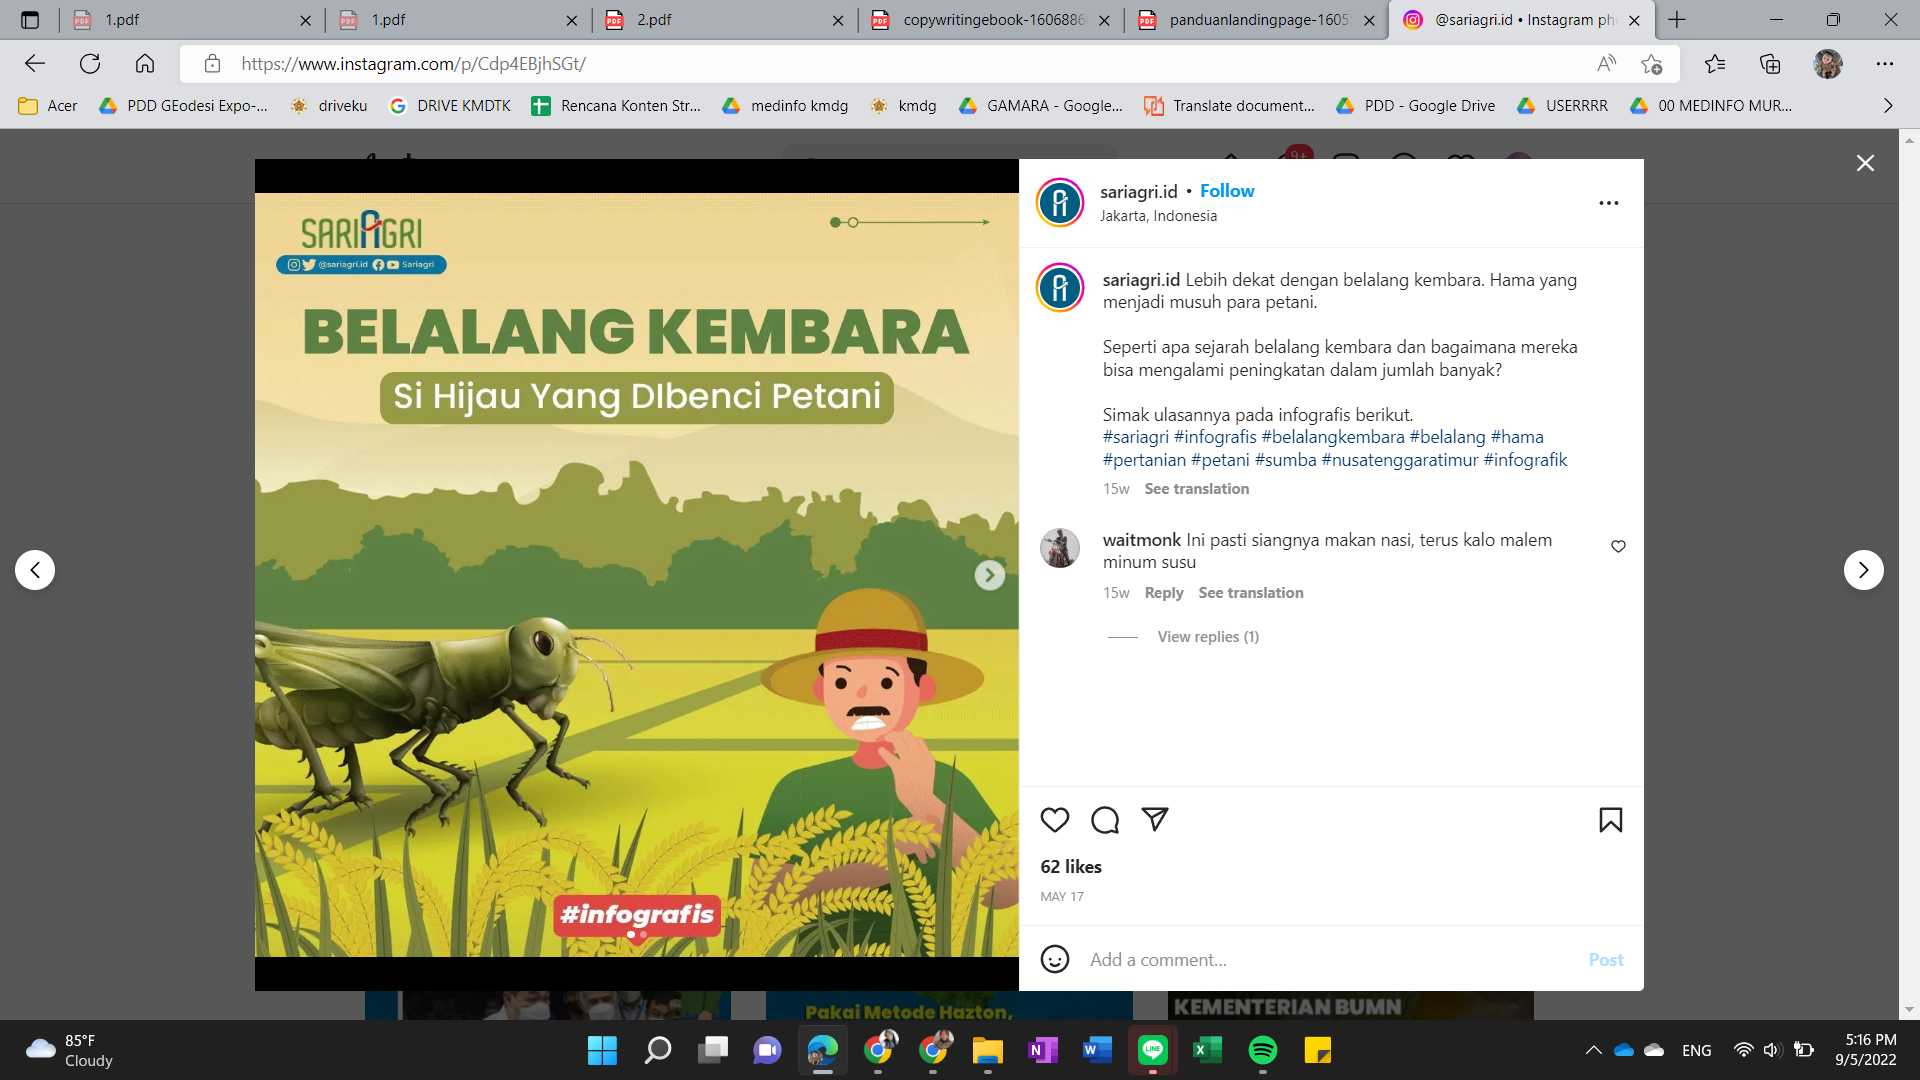 1.pdf
1.pdf
2.pdf
copywritingebook-1606886
panduanlandingpage-1605
@sariagri.id • Instagram ph
https://www.instagram.com/p/Cdp4EBjhSGt/
Acer
PDD GEodesi Expo-...
driveku
DRIVE KMDTK
Rencana Konten Str...
medinfo kmdg
kmdg
GAMARA - Google...
Translate document...
PDD - Google Drive
USERRRR
00 MEDINFO MUR...
9+
SARIAGRI
@sariagri.id Sariagri
BELALANG KEMBARA
Si Hijau Yang DIbenci Petani
#infografis
sariagri.id • Follow
Jakarta, Indonesia
sariagri.id Lebih dekat dengan belalang kembara. Hama yang
menjadi musuh para petani.
Seperti apa sejarah belalang kembara dan bagaimana mereka
bisa mengalami peningkatan dalam jumlah banyak?
Simak ulasannya pada infografis berikut.
#sariagri #infografis #belalangkembara #belalang #hama
#pertanian #petani #sumba #nusatenggaratimur #infografik
15w See translation
waitmonk Ini pasti siangnya makan nasi, terus kalo malem
minum susu
15w Reply See translation
View replies (1)
62 likes
MAY 17
Add a comment...
Post
Pakai Metode Hazton,
KEMENTERIAN BUMN
85°F
Cloudy
ENG
5:16 PM
9/5/2022